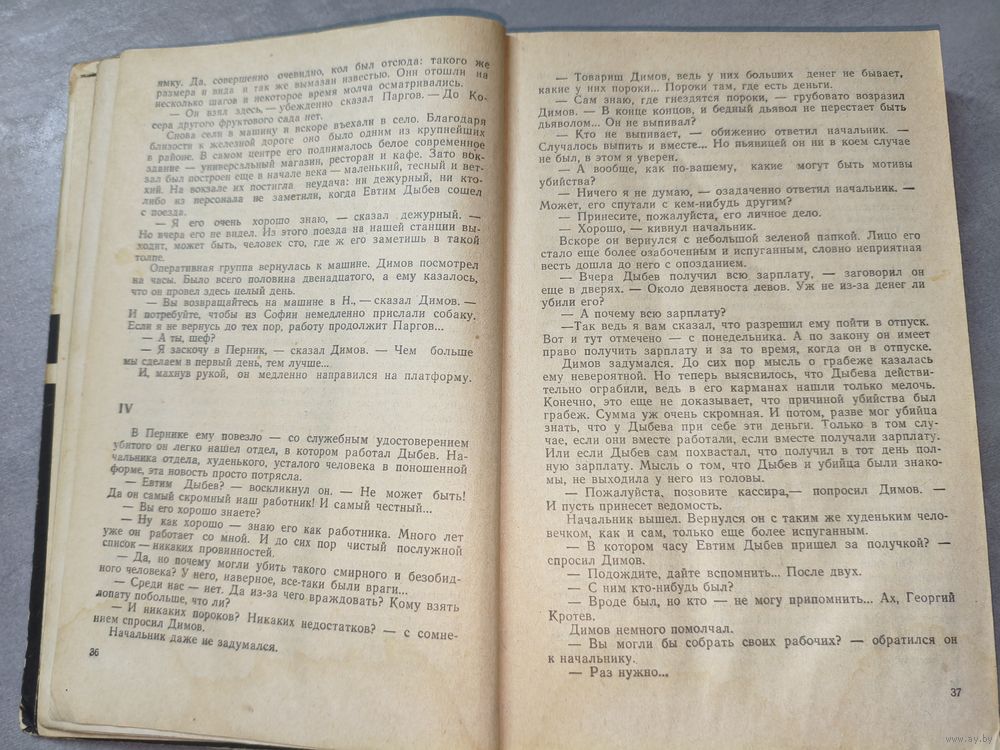 ямку. Да, совершенно очевидно, кол был отсюда: такого же
размера и вида и так же вымазан известью. Они отошли на
несколько шагов и некоторое время молча осматривались.
— Он взял здесь, — убежденно сказал Паргов. — До Ко-
сера другого фруктового сада нет.
Снова сели в машину и вскоре въехали в село. Благодаря
близости к железной дороге оно было одним из крупнейших
в районе. В самом центре его поднималось белое современное
здание — универсальный магазин, ресторан и кафе. Зато вок-
зал был построен еще в начале века — маленький, тесный и вет-
хий. На вокзале их постигла неудача: ни дежурный, ни кто-
либо из персонала не заметили, когда Евтим Дыбев сошел
с поезда.
— Я его очень хорошо знаю, — сказал дежурный. —
Но вчера его не видел. Из этого поезда на нашей станции вы-
ходит, может быть, человек сто, где ж его заметишь в такой
толпе.
Оперативная группа вернулась к машине. Димов посмотрел
на часы. Было всего половина двенадцатого, а ему казалось,
что он провел здесь целый день.
— Вы возвращайтесь на машине в Н., — сказал Димов. —
И потребуйте, чтобы из Софии немедленно прислали собаку.
Если я не вернусь до тех пор, работу продолжит Паргов...
— А ты, шеф?
— Я заскочу в Перник, — сказал Димов. — Чем больше
мы сделаем в первый день, тем лучше...
И, махнув рукой, он медленно направился на платформу.
IV
В Пернике ему повезло — со служебным удостоверением
убитого он легко нашел отдел, в котором работал Дыбев. На-
чальника отдела, худенького, усталого человека в поношенной
форме, эта новость просто потрясла.
— Евтим Дыбев? — воскликнул он. — Не может быть!
Да он самый скромный наш работник! И самый честный...
— Вы его хорошо знаете?
— Ну как хорошо — знаю его как работника. Много лет
уже он работает со мной. И до сих пор чистый послужной
список — никаких провинностей.
— Да, но почему могли убить такого смирного и безобид-
ного человека? У него, наверное, все-таки были враги...
— Среди нас — нет. Да из-за чего враждовать? Кому взять
лопату побольше, что ли?
— И никаких пороков? Никаких недостатков? — с сомне-
нием спросил Димов.
Начальник даже не задумался.
36
— Товарищ Димов, ведь у них больших денег не бывает,
какие у них пороки... Пороки там, где есть деньги.
— Сам знаю, где гнездятся пороки, — грубовато возразил
Димов. — В конце концов, и бедный дьявол не перестает быть
дьяволом... Он не выпивал?
— Кто не выпивает, — обиженно ответил начальник. —
Случалось выпить и вместе... Но пьяницей он ни в коем случае
не был, в этом я уверен.
— А вообще, как по-вашему, какие могут быть мотивы
убийства?
— Ничего я не думаю, — озадаченно ответил начальник. —
Может, его спутали с кем-нибудь другим?
— Принесите, пожалуйста, его личное дело.
— Хорошо, — кивнул начальник.
Вскоре он вернулся с небольшой зеленой папкой. Лицо его
стало еще более озабоченным и испуганным, словно неприятная
весть дошла до него с опозданием.
— Вчера Дыбев получил всю зарплату, — заговорил он
еще в дверях. — Около девяноста левов. Уж не из-за денег ли
убили его?
— А почему всю зарплату?
—Так ведь я вам сказал, что разрешил ему пойти в отпуск.
Вот и тут отмечено — с понедельника. А по закону он имеет
право получить зарплату и за то время, когда он в отпуске.
Димов задумался. До сих пор мысль о грабеже казалась
ему невероятной. Но теперь выяснилось, что Дыбева действи-
тельно ограбили, ведь в его карманах нашли только мелочь.
Конечно, это еще не доказывает, что причиной убийства был
грабеж. Сумма уж очень скромная. И потом, разве мог убийца
знать, что у Дыбева при себе эти деньги. Только в том слу-
чае, если они вместе работали, если вместе получали зарплату.
Или если Дыбев сам похвастал, что получил в тот день пол-
ную зарплату. Мысль о том, что Дыбев и убийца были знако-
мы, не выходила у него из головы.
— Пожалуйста, позовите кассира,— попросил Димов. —
И пусть принесет ведомость.
Начальник вышел. Вернулся он с таким же худеньким чело-
вечком, как и сам, только еще более испуганным.
— В котором часу Евтим Дыбев пришел за получкой? —
спросил Димов.
— Подождите, дайте вспомнить... После двух.
— С ним кто-нибудь был?
— Вроде был, но кто — не могу припомнить... Ах, Георгий
Кротев.
Димов немного помолчал.
— Вы могли бы собрать своих рабочих? — обратился он
к начальнику.
— Раз нужно...
37
www.ay.by